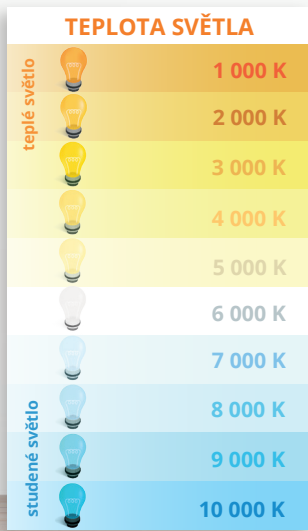 TEPLOTA SVĚTLA
teplé světlo
1 000 K
2 000 K
3 000 K
4 000 K
5 000 K
6 000 K
7 000 K
studené světlo
8 000 K
9 000 K
10 000 K